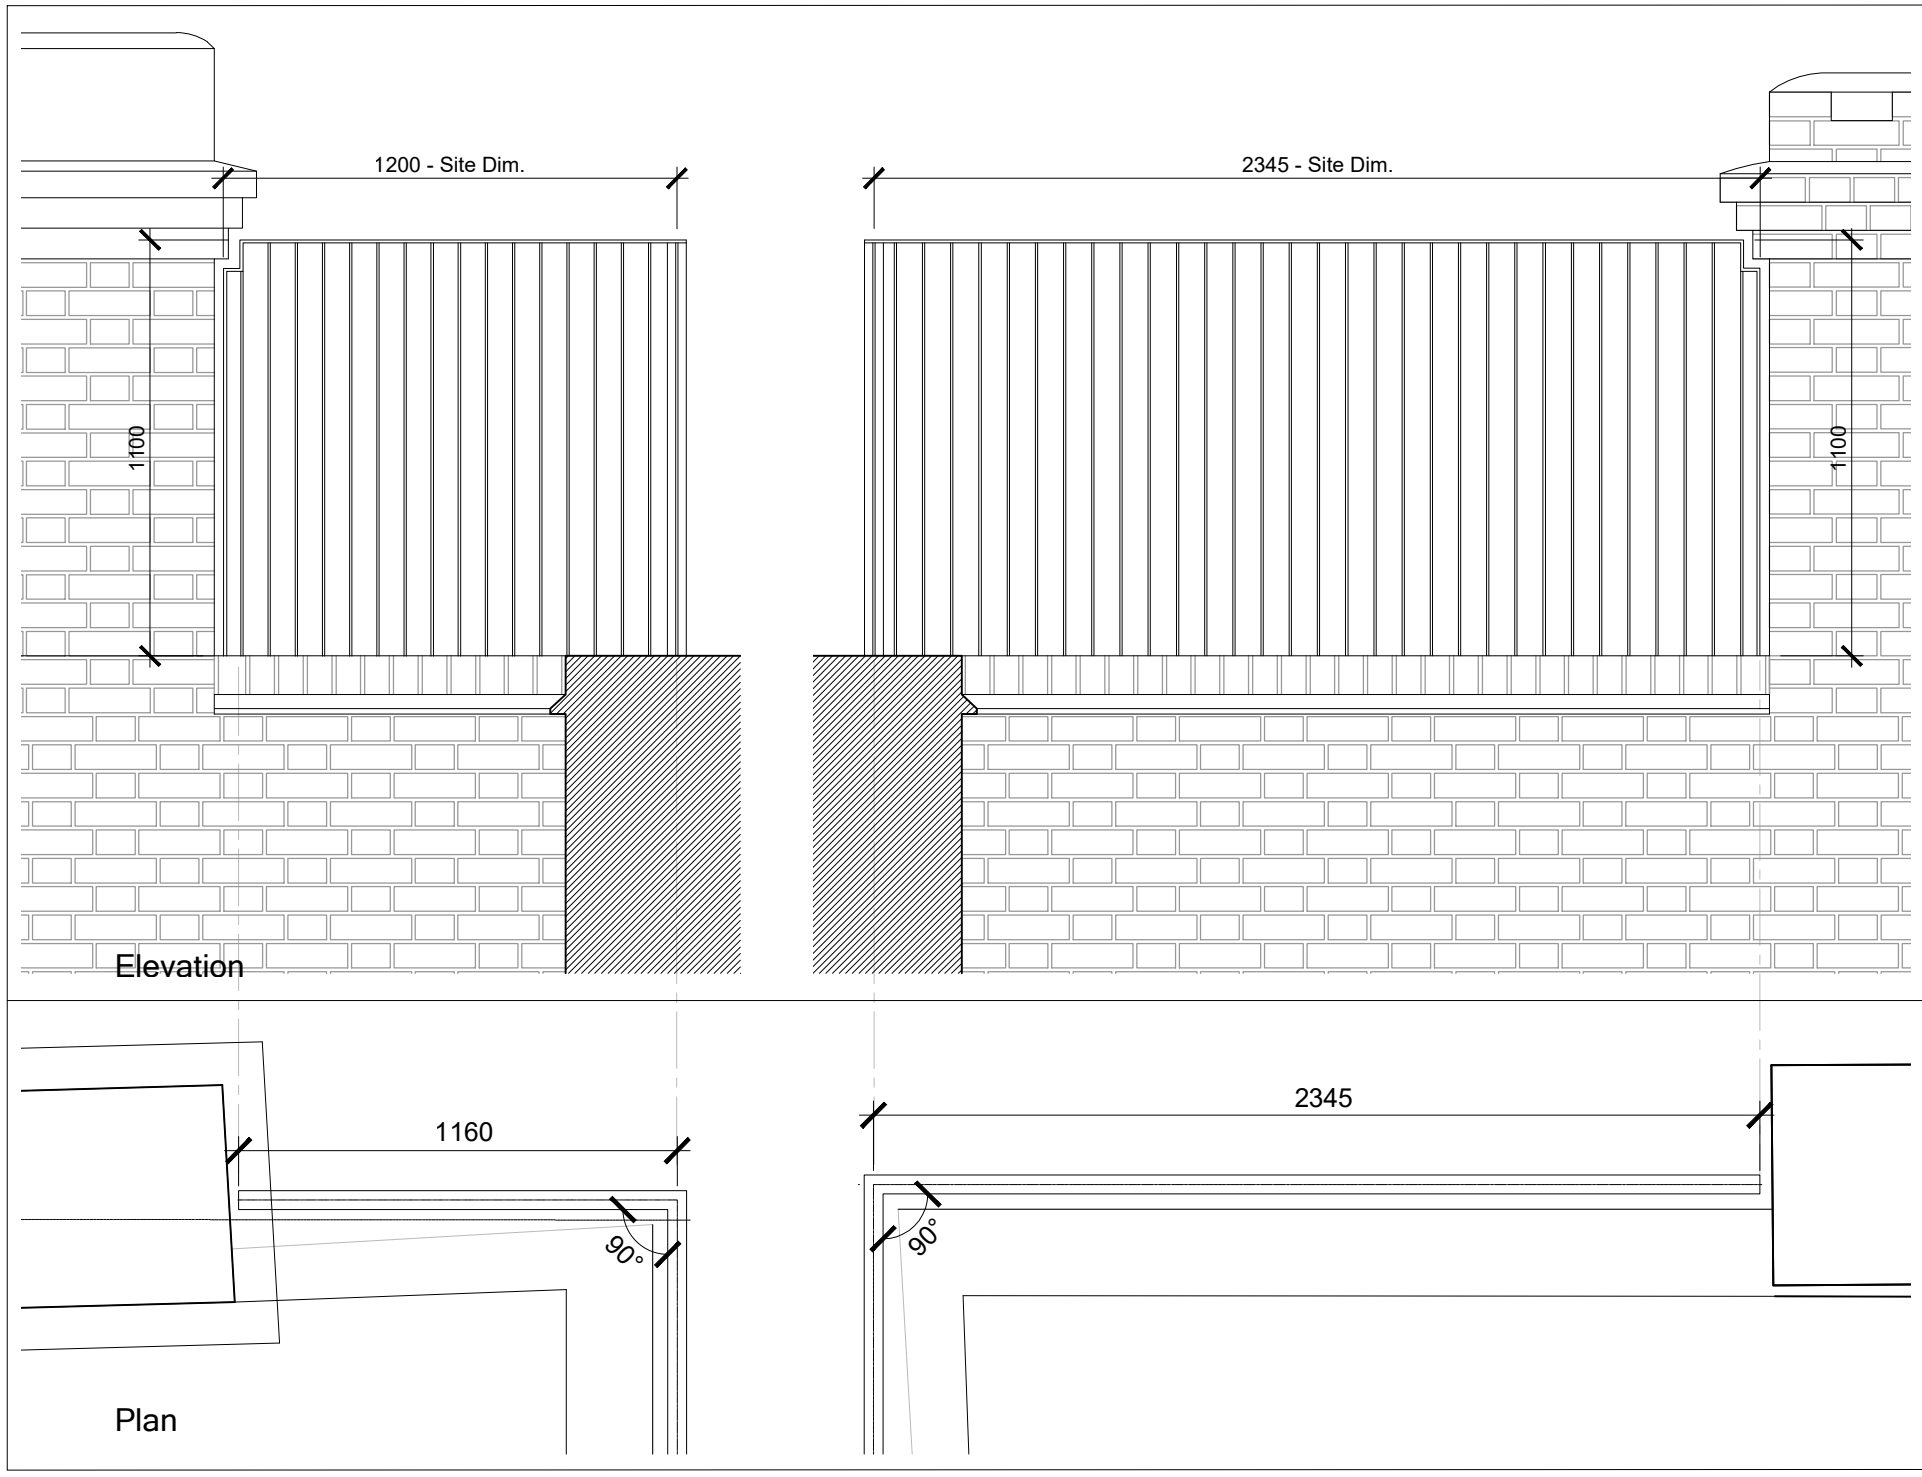 1200 - Site Dim.
2345 - Site Dim.
1100
1100
Elevation
1160
2345
90°
90°
Plan